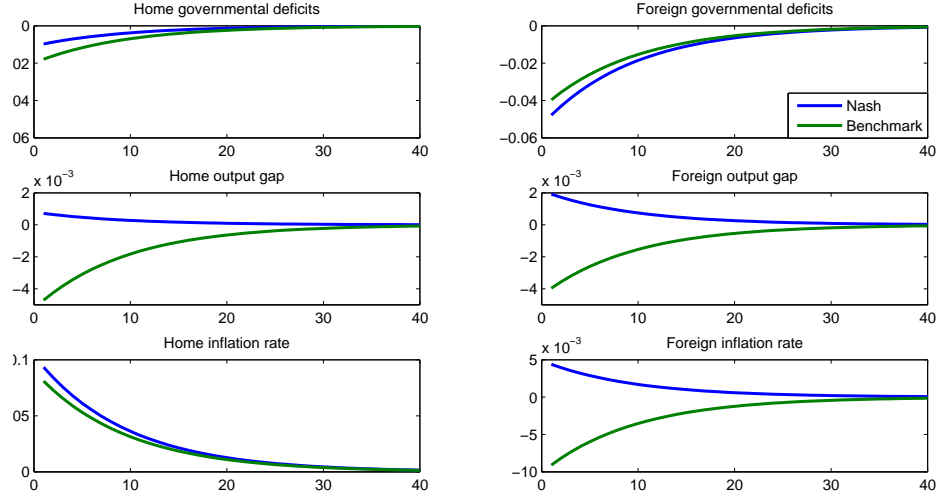 Home governmental deficits
0
02
04
06
0 10 20 30 40
Foreign governmental deficits
0
−0.02
−0.04
−0.06
0 10 20 30 40
Nash
Benchmark
x 10−3
Home output gap
2
0
−2
−4
0 10 20 30 40
x 10−3
Foreign output gap
2
0
−2
−4
0 10 20 30 40
Home inflation rate
0.1
05
0
0 10 20 30 40
x 10−3
Foreign inflation rate
5
0
−5
−10
0 10 20 30 40